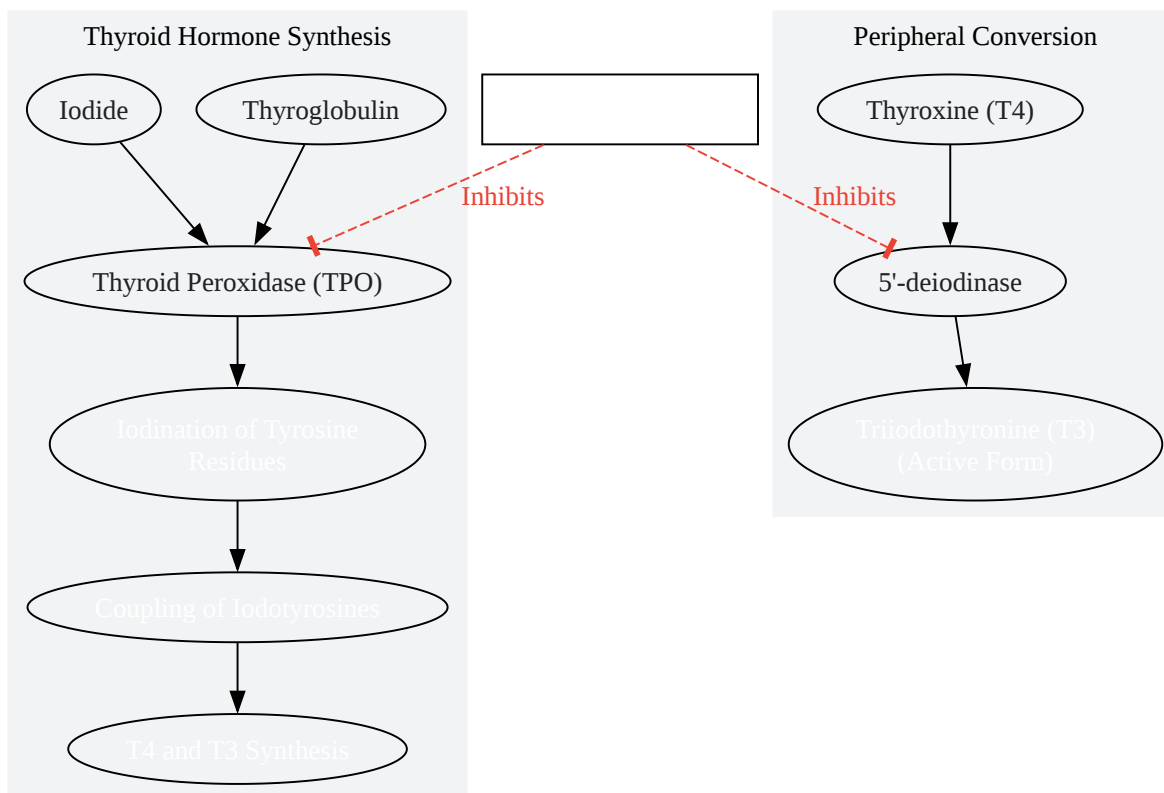 Thyroid Hormone Synthesis
Peripheral Conversion
Iodide
Thyroglobulin
Thyroxine (T4)
Inhibits
Inhibits
Thyroid Peroxidase (TPO)
5'-deiodinase
Iodination of Tyrosine
Residues
Triiodothyronine (T3)
(Active Form)
Coupling of Iodotyrosines
T4 and T3 Synthesis